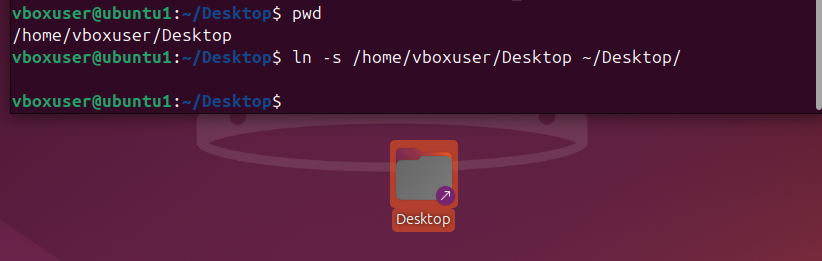 vboxuser@ubuntu1:~/Desktop$ pwd
/home/vboxuser/Desktop
vboxuser@ubuntu1:~/Desktop$ ln -s /home/vboxuser/Desktop ~/Desktop/
vboxuser@ubuntu1:~/Desktop$
Desktop